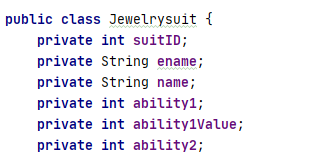 public class Jewelrysuit {
private int suitID;
private String ename;
private String name;
private int ability1;
private int ability1Value;
private int ability2;